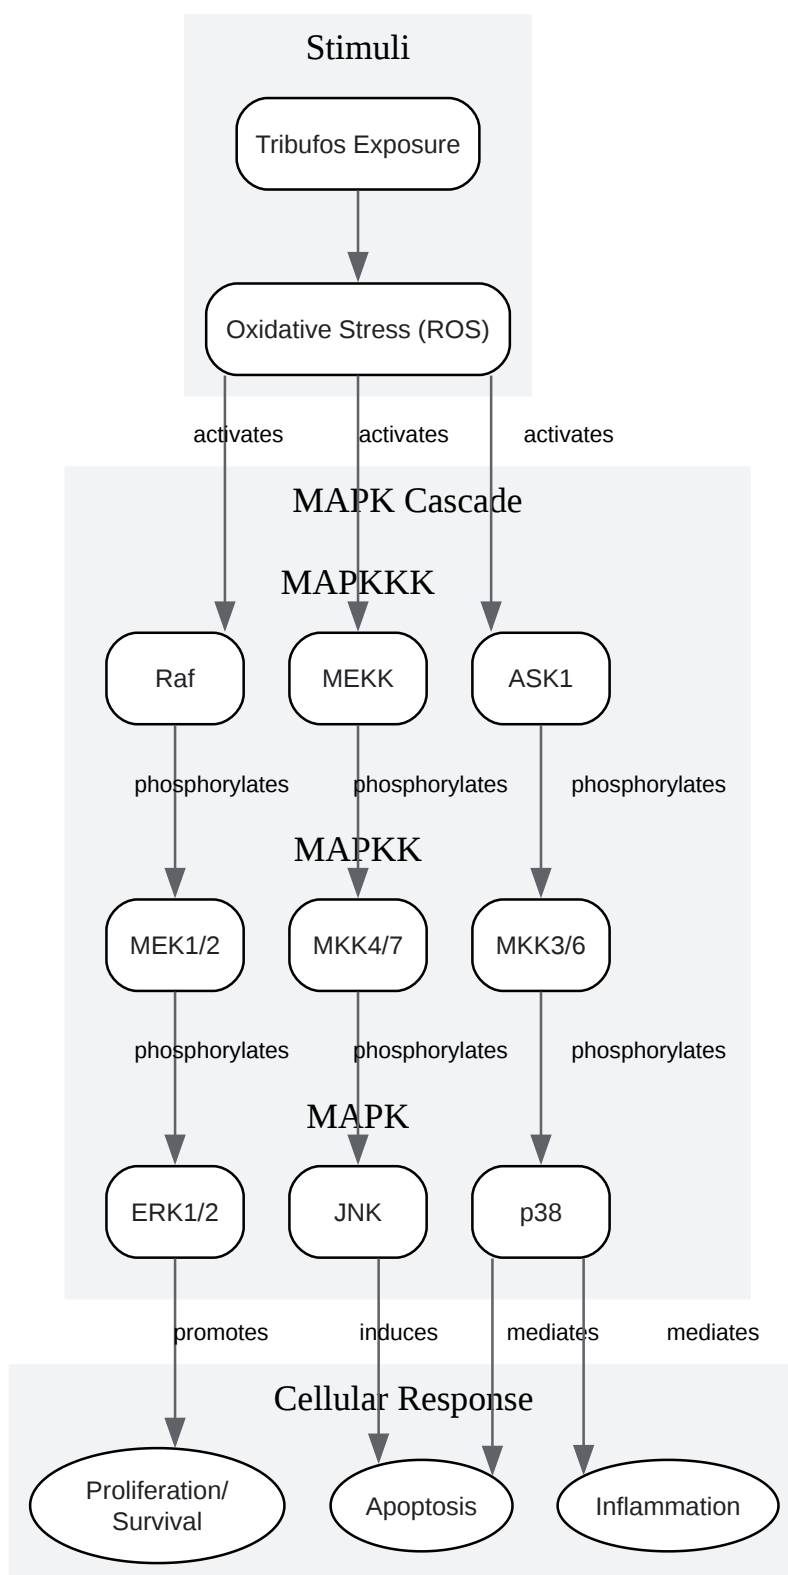 Stimuli
Tribufos Exposure
Oxidative Stress (ROS)
activates
activates
activates
MAPK Cascade
MAPKKK
Raf
MEKK
ASK1
phosphorylates
phosphorylates
phosphorylates
MAPKK
MEK1/2
MKK4/7
MKK3/6
phosphorylates
phosphorylates
phosphorylates
MAPK
ERK1/2
JNK
p38
promotes
induces
mediates
mediates
Cellular Response
Proliferation/
Survival
Apoptosis
Inflammation